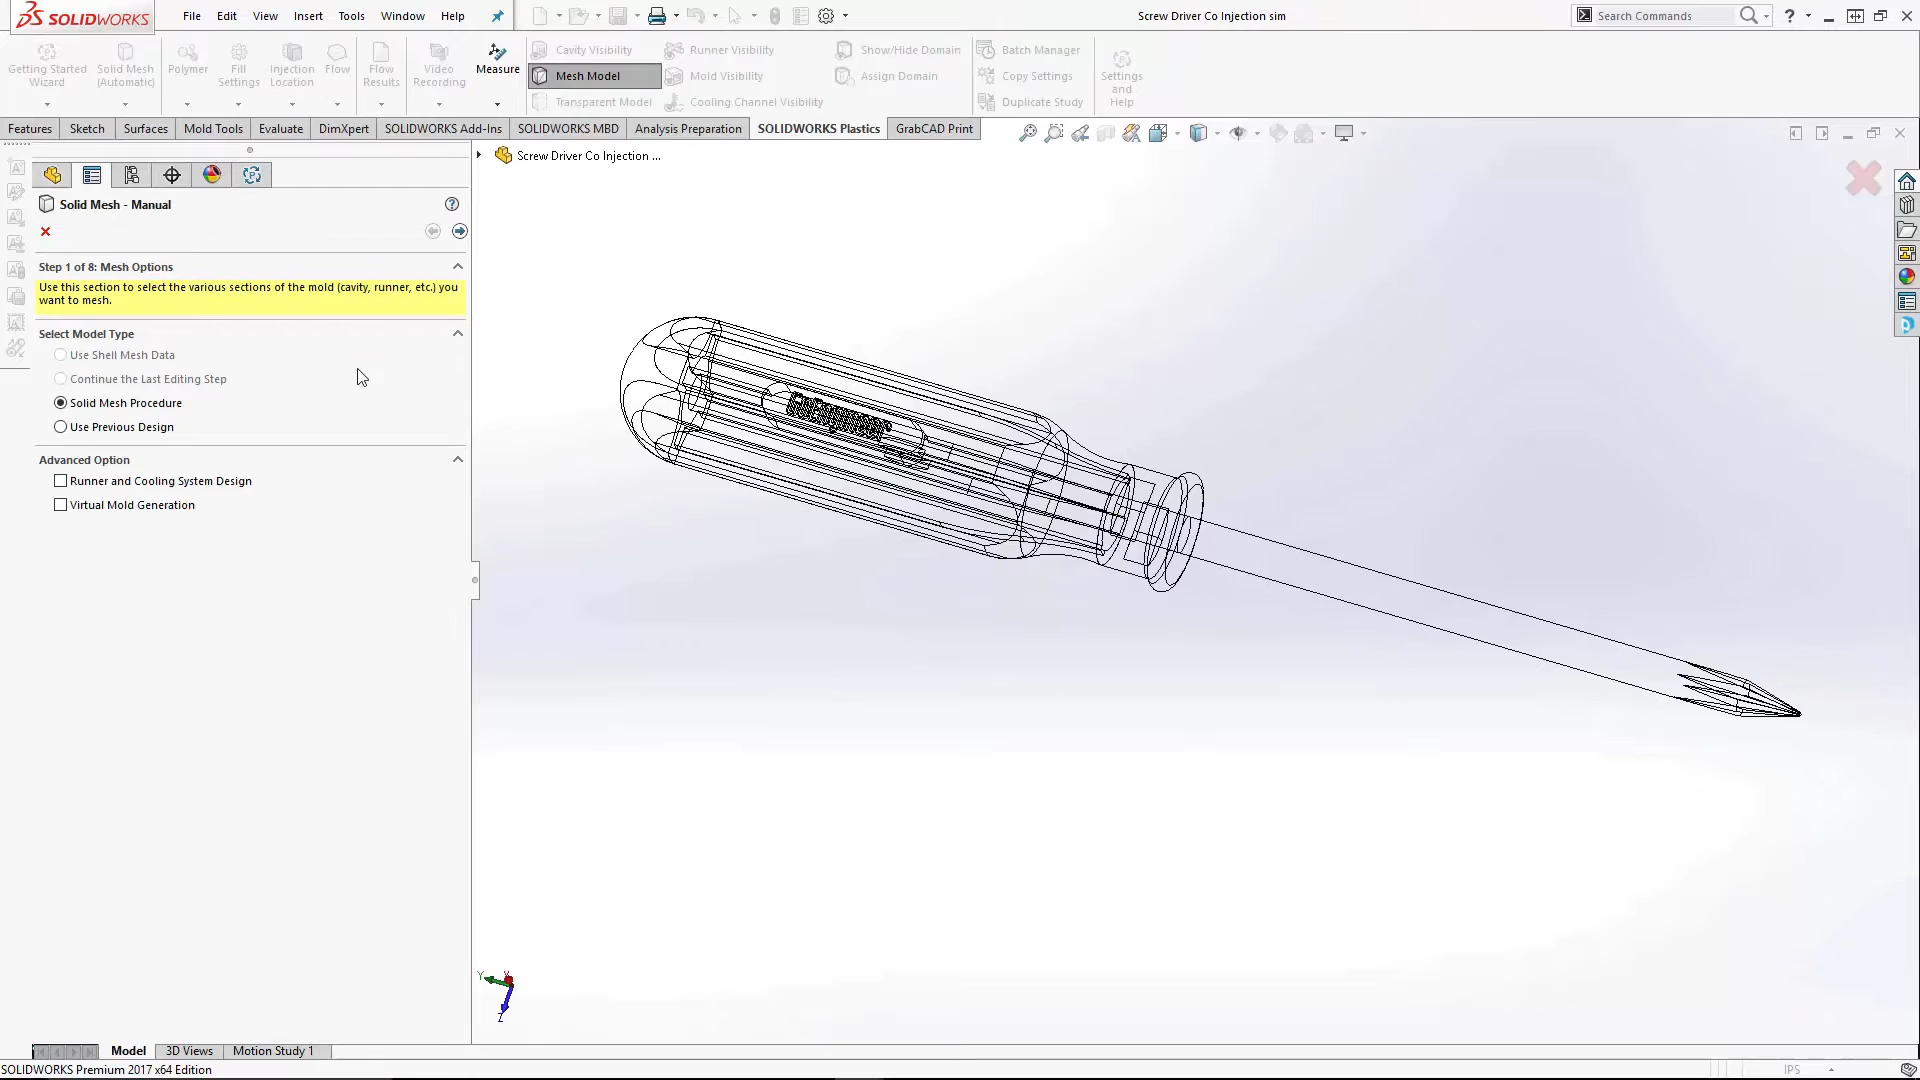 SOLIDWORKS
File Edit View Insert Tools Window Help
Screw Driver Co Injection sim
Search Commands
?
Getting Started Wizard
Solid Mesh (Automatic)
Polymer
Fill Settings
Injection Location
Flow
Flow Results
Video Recording
Measure
Cavity Visibility
Runner Visibility
Show/Hide Domain
Batch Manager
Mesh Model
Mold Visibility
Assign Domain
Copy Settings
Transparent Model
Cooling Channel Visibility
Duplicate Study
Settings and Help
Features Sketch Surfaces Mold Tools Evaluate DimXpert SOLIDWORKS Add-Ins SOLIDWORKS MBD Analysis Preparation SOLIDWORKS Plastics GrabCAD Print
Screw Driver Co Injection ...
Solid Mesh - Manual
?
Step 1 of 8: Mesh Options
Use this section to select the various sections of the mold (cavity, runner, etc.) you
want to mesh.
Select Model Type
Use Shell Mesh Data
Continue the Last Editing Step
Solid Mesh Procedure
Use Previous Design
Advanced Option
Runner and Cooling System Design
Virtual Mold Generation
Y
X
Z
Model 3D Views Motion Study 1
SOLIDWORKS Premium 2017 x64 Edition
IPS